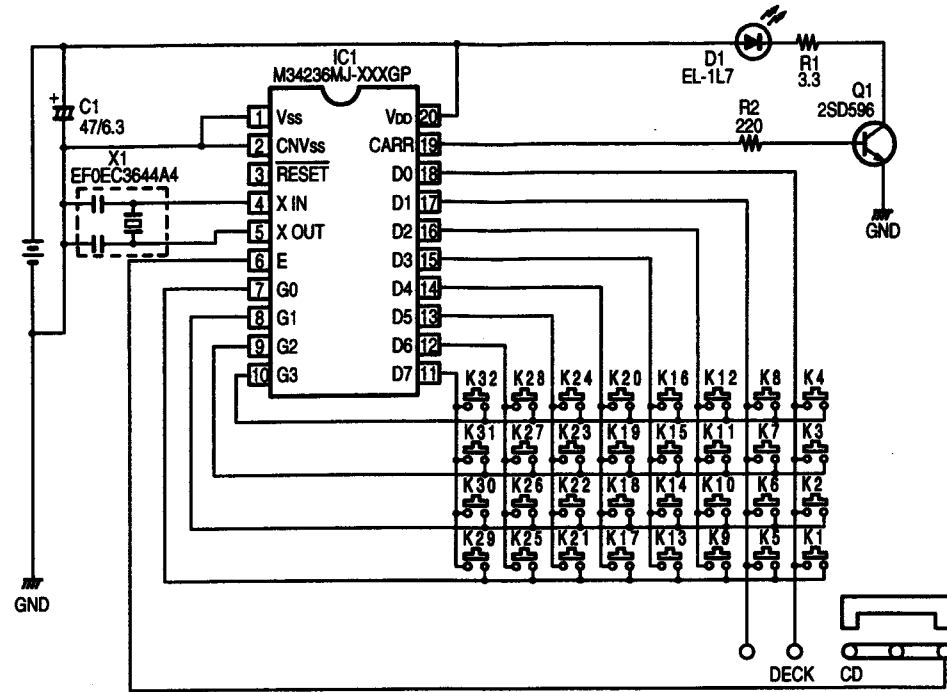 IC1
M34236MJ-XXXGP
D1
EL-1L7
R1
3.3
Q1
2SD596
R2
220
+
C1
47/6.3
X1
EF0EC3644A4
1 Vss VDD 20
2 CNVss CARR 19
3 RESET D0 18
4 X IN D1 17
5 X OUT D2 16
6 E D3 15
7 G0 D4 14
8 G1 D5 13
9 G2 D6 12
10 G3 D7 11
GND
K32 K28 K24 K20 K16 K12 K8 K4
K31 K27 K23 K19 K15 K11 K7 K3
K30 K26 K22 K18 K14 K10 K6 K2
K29 K25 K21 K17 K13 K9 K5 K1
GND
DECK CD